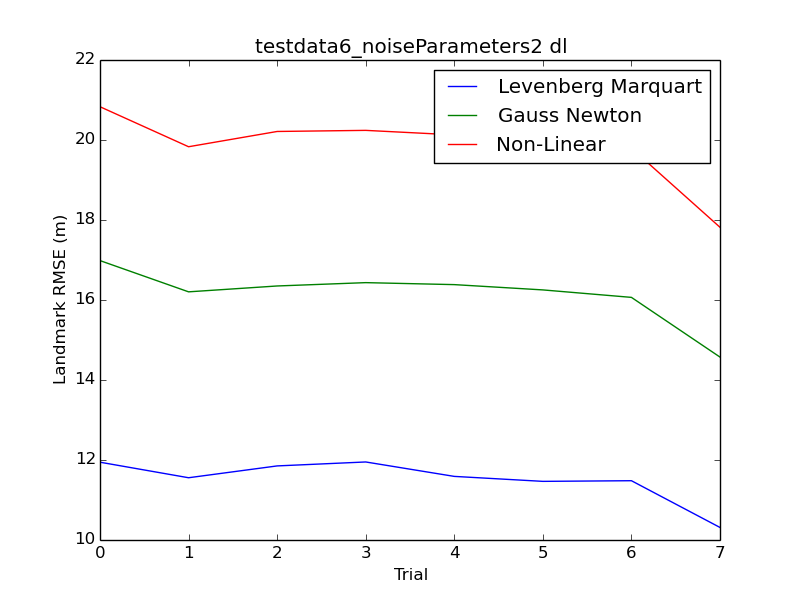 testdata6_noiseParameters2 dl
Levenberg Marquart
Gauss Newton
Non-Linear
Landmark RMSE (m)
22
20
18
16
14
12
10
0 1 2 3 4 5 6 7
Trial